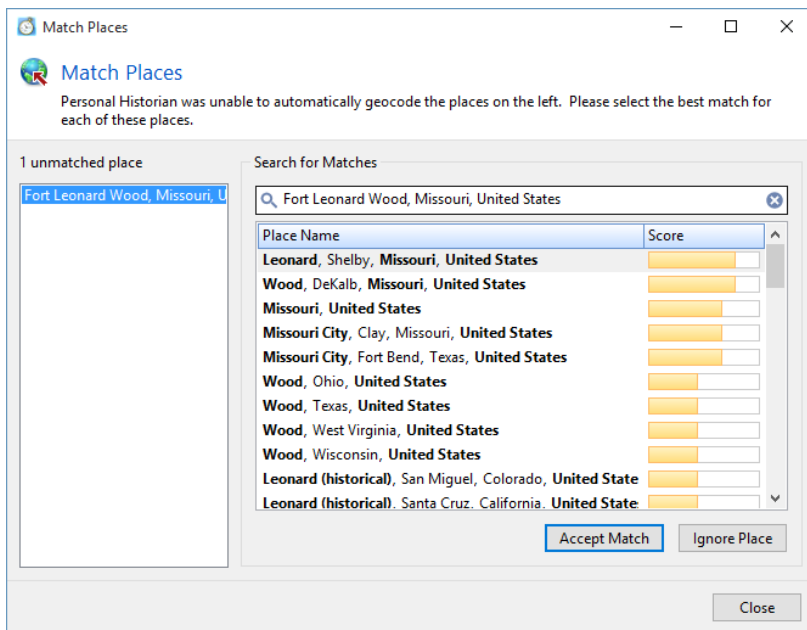 Match Places
Match Places
Personal Historian was unable to automatically geocode the places on the left. Please select the best match for
each of these places.
1 unmatched place
Fort Leonard Wood, Missouri, U
Search for Matches
Fort Leonard Wood, Missouri, United States
Place Name Score
Leonard, Shelby, Missouri, United States
Wood, DeKalb, Missouri, United States
Missouri, United States
Missouri City, Clay, Missouri, United States
Missouri City, Fort Bend, Texas, United States
Wood, Ohio, United States
Wood, Texas, United States
Wood, West Virginia, United States
Wood, Wisconsin, United States
Leonard (historical), San Miguel, Colorado, United State
Leonard (historical), Santa Cruz, California, United State
Accept Match Ignore Place
Close